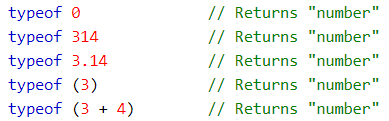 typeof 0 // Returns "number"
typeof 314 // Returns "number"
typeof 3.14 // Returns "number"
typeof (3) // Returns "number"
typeof (3 + 4) // Returns "number"